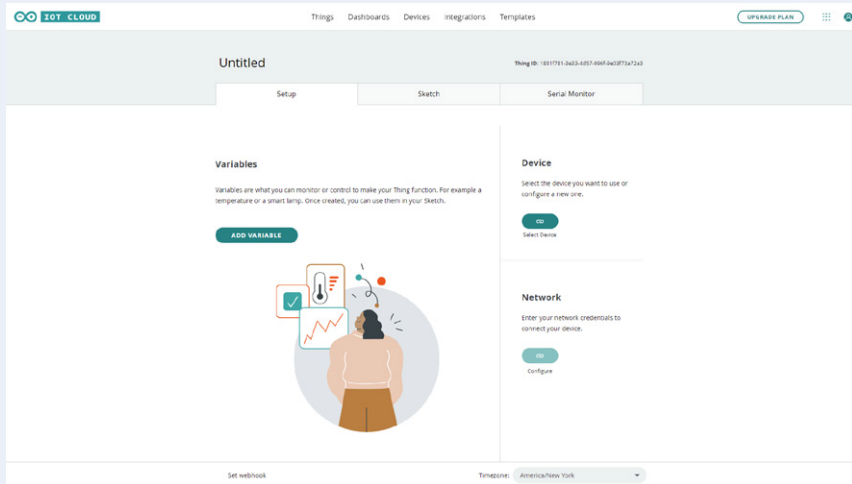 IOT CLOUD
Things Dashboards Devices Integrations Templates
UPGRADE PLAN
Untitled
Thing ID:
Setup Sketch Serial Monitor
Variables
Variables are what you can monitor or control to make your Thing function. For example a
temperature or a smart lamp. Once created, you can use them in your Sketch.
ADD VARIABLE
Device
Select the device you want to use or
configure a new one.
Select Device
Network
Enter your network credentials to
connect your device.
Configure
Set webhook
Timezone: America/New York